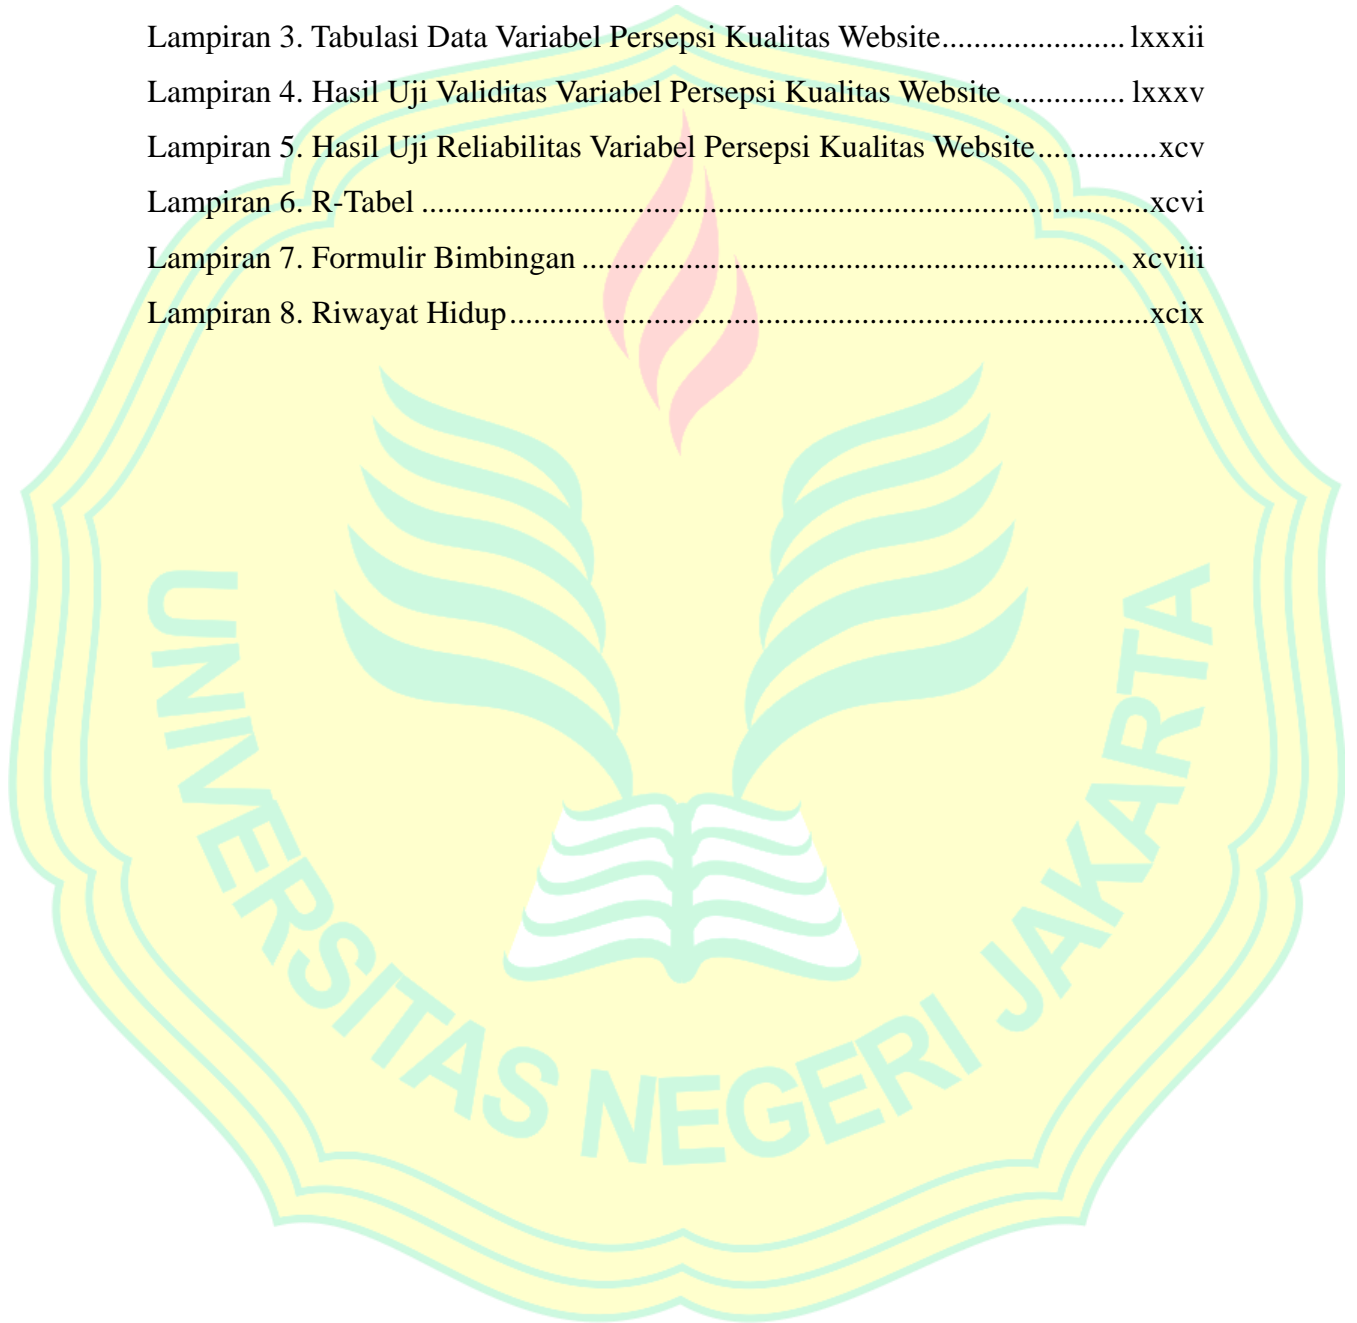 Lampiran 3. Tabulasi Data Variabel Persepsi Kualitas Website....................... lxxxii
Lampiran 4. Hasil Uji Validitas Variabel Persepsi Kualitas Website ............... lxxxv
Lampiran 5. Hasil Uji Reliabilitas Variabel Persepsi Kualitas Website...............xcv
Lampiran 6. R-Tabel ...........................................................................................xcvi
Lampiran 7. Formulir Bimbingan .................................................................... xcviii
Lampiran 8. Riwayat Hidup................................................................................xcix
UNIVERSITAS NEGERI JAKARTA